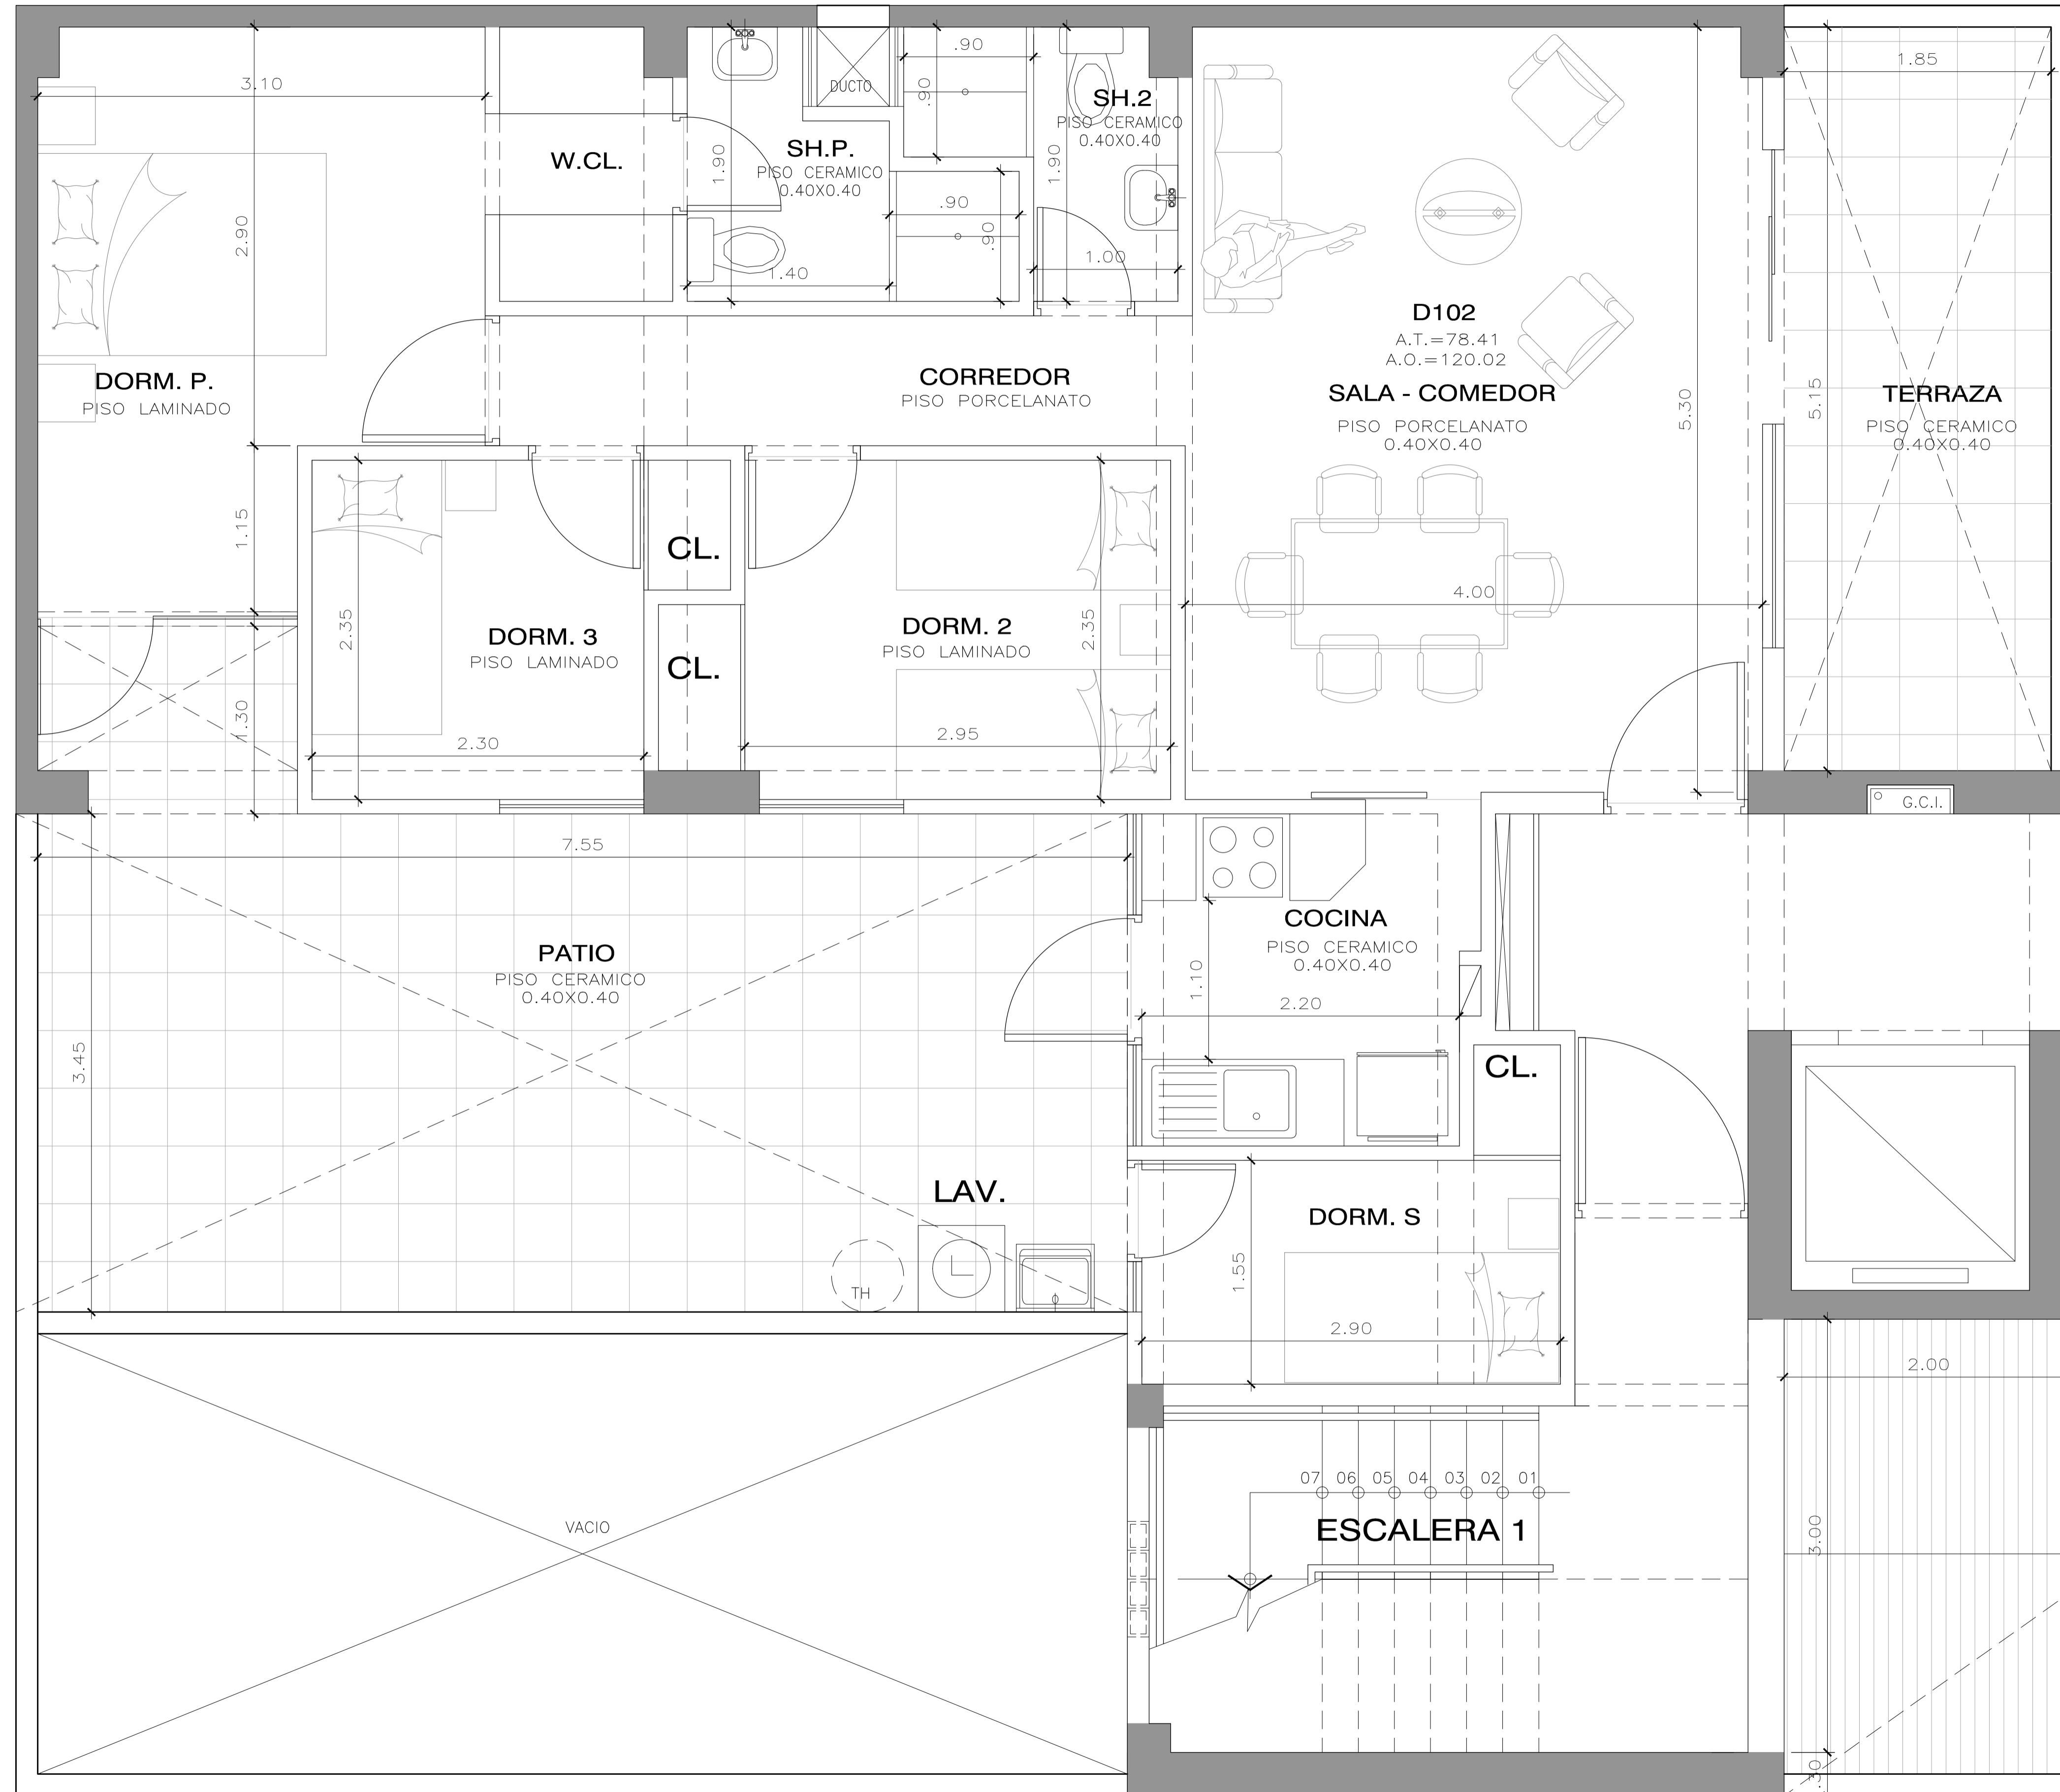 3.10
.90
1.85
DUCTO
.90
SH.2
PISO CERAMICO
0.40X0.40
W.CL.
1.90
SH.P.
PISO CERAMICO
0.40X0.40
1.90
.90
.90
2.90
1.40
1.00
D102
A.T.=78.41
A.O.=120.02
SALA - COMEDOR
PISO PORCELANATO
0.40X0.40
5.30
5.15
TERRAZA
PISO CERAMICO
0.40X0.40
DORM. P.
PISO LAMINADO
CORREDOR
PISO PORCELANATO
1.15
CL.
4.00
2.35
DORM. 3
PISO LAMINADO
CL.
DORM. 2
PISO LAMINADO
2.35
1.30
2.30
2.95
G.C.I.
7.55
PATIO
PISO CERAMICO
0.40X0.40
COCINA
PISO CERAMICO
0.40X0.40
1.10
2.20
3.45
CL.
LAV.
TH
L
DORM. S
1.55
2.90
2.00
07 06 05 04 03 02 01
ESCALERA 1
VACIO
3.00